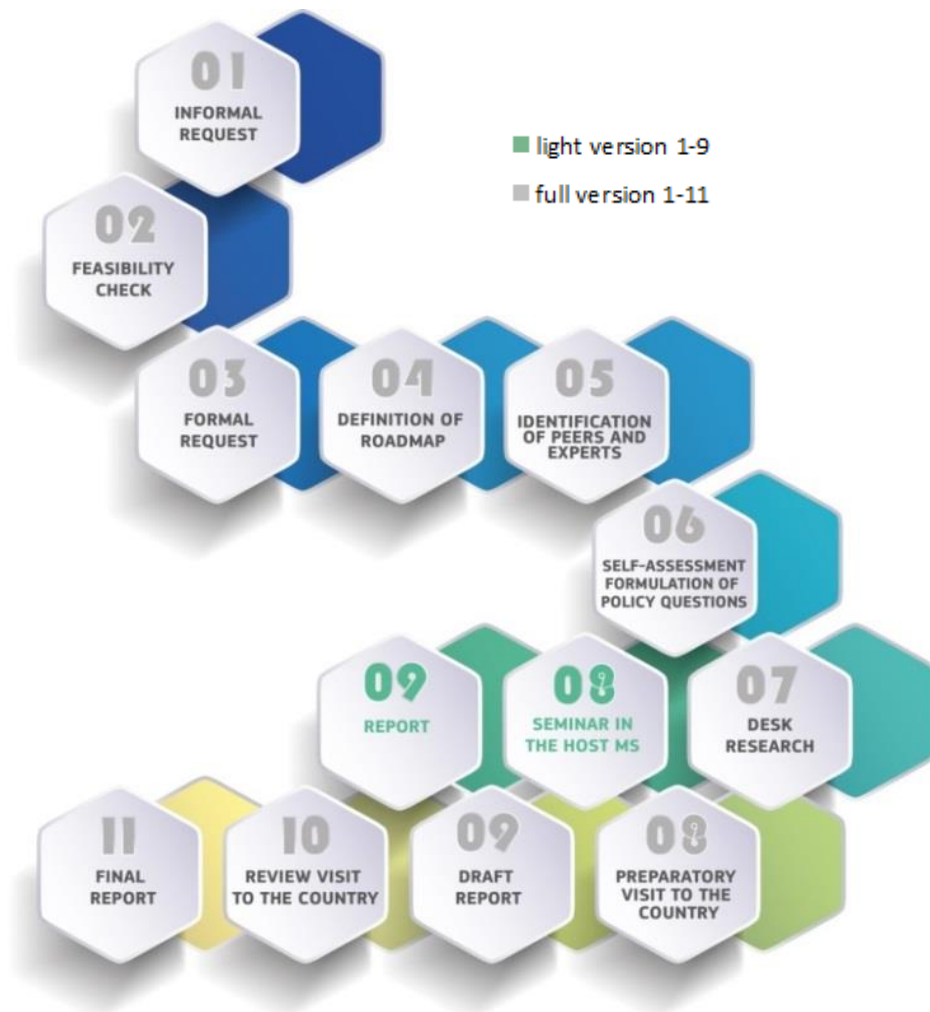 01
INFORMAL
REQUEST
light version 1-9
full version 1-11
02
FEASIBILITY
CHECK
03
FORMAL
REQUEST
04
DEFINITION OF
ROADMAP
05
IDENTIFICATION
OF PEERS AND
EXPERTS
06
SELF-ASSESSMENT
FORMULATION OF
POLICY QUESTIONS
07
DESK
RESEARCH
08
SEMINAR IN
THE HOST MS
09
REPORT
08
PREPARATORY
VISIT TO THE
COUNTRY
09
DRAFT
REPORT
10
REVIEW VISIT
TO THE COUNTRY
11
FINAL
REPORT